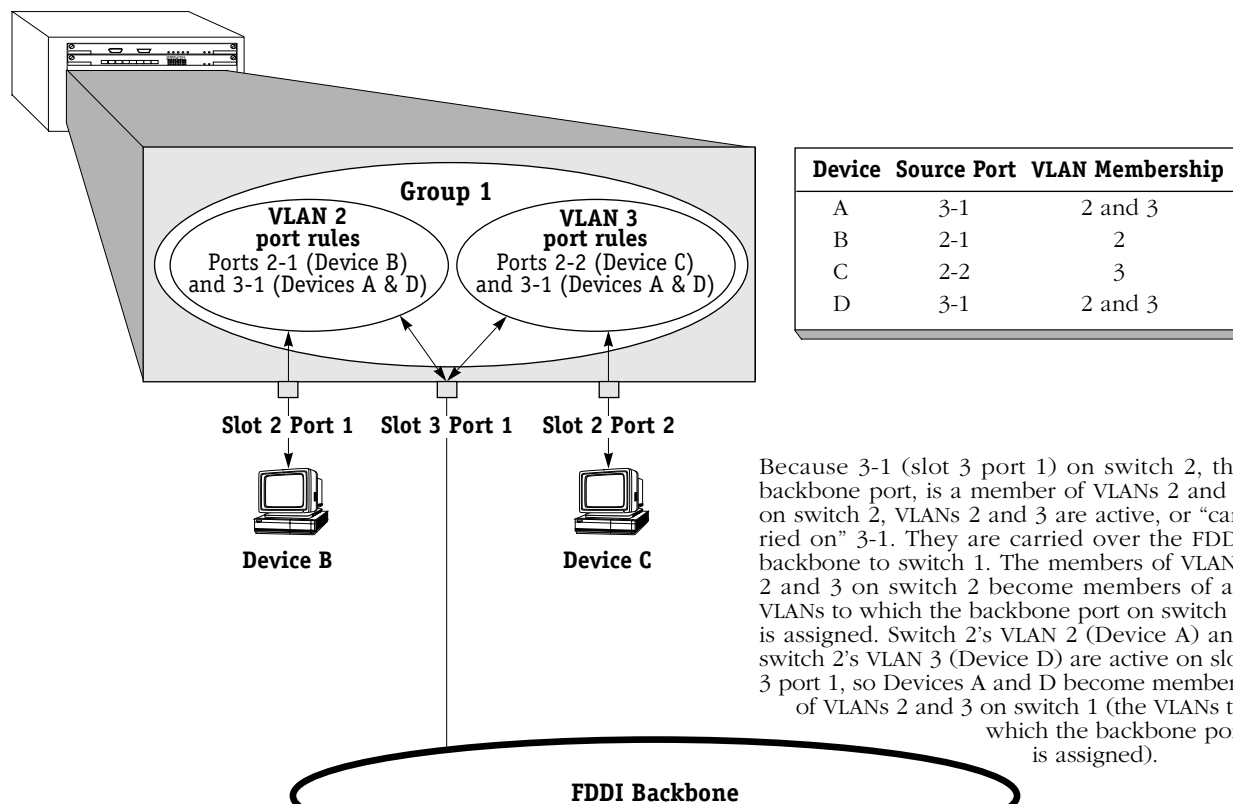 Group 1
VLAN 2
port rules
Ports 2-1 (Device B)
and 3-1 (Devices A & D)
VLAN 3
port rules
Ports 2-2 (Device C)
and 3-1 (Devices A & D)
Slot 2 Port 1
Slot 3 Port 1
Slot 2 Port 2
Device B
Device C
Device Source Port VLAN Membership
A 3-1 2 and 3
B 2-1 2
C 2-2 3
D 3-1 2 and 3
Because 3-1 (slot 3 port 1) on switch 2, th
backbone port, is a member of VLANs 2 and
on switch 2, VLANs 2 and 3 are active, or “car
ried on” 3-1. They are carried over the FDD
backbone to switch 1. The members of VLAN
2 and 3 on switch 2 become members of a
VLANs to which the backbone port on switch
is assigned. Switch 2’s VLAN 2 (Device A) an
switch 2’s VLAN 3 (Device D) are active on slo
3 port 1, so Devices A and D become member
of VLANs 2 and 3 on switch 1 (the VLANs t
which the backbone por
is assigned).
FDDI Backbone